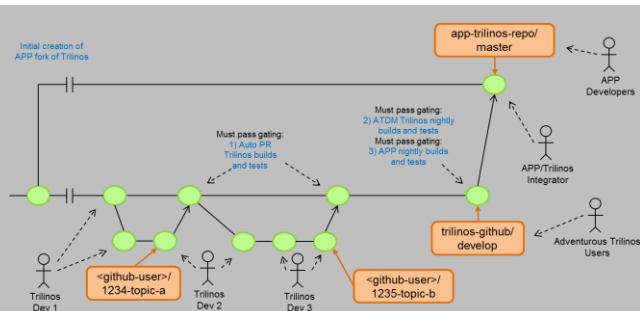 Initial creation of
APP fork of Trilinos
app-trilinos-repo/
master
APP
Developers
Must pass gating:
1) Auto PR
Trilinos builds
and tests
Must pass gating:
2) ATDM Trilinos nightly
builds and tests
Must pass gating:
3) APP nightly builds
and tests
APP/Trilinos
Integrator
trilinos-github/
develop
Adventurous Trilinos
Users
<github-user>/
1234-topic-a
<github-user>/
1235-topic-b
Trilinos
Dev 1
Trilinos
Dev 2
Trilinos
Dev 3